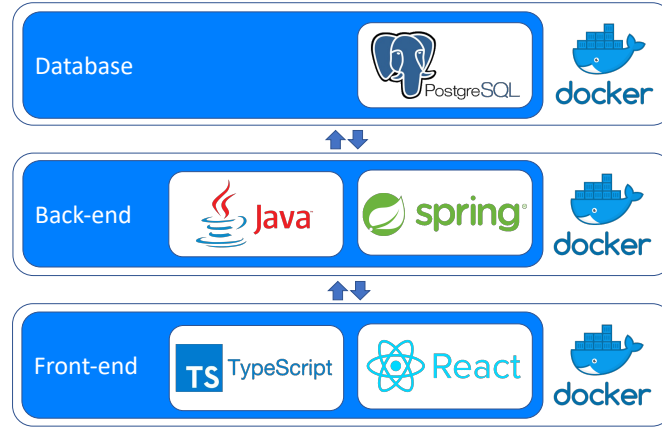 Database
PostgreSQL
docker
Back-end
Java
spring
docker
Front-end
TS TypeScript
React
docker